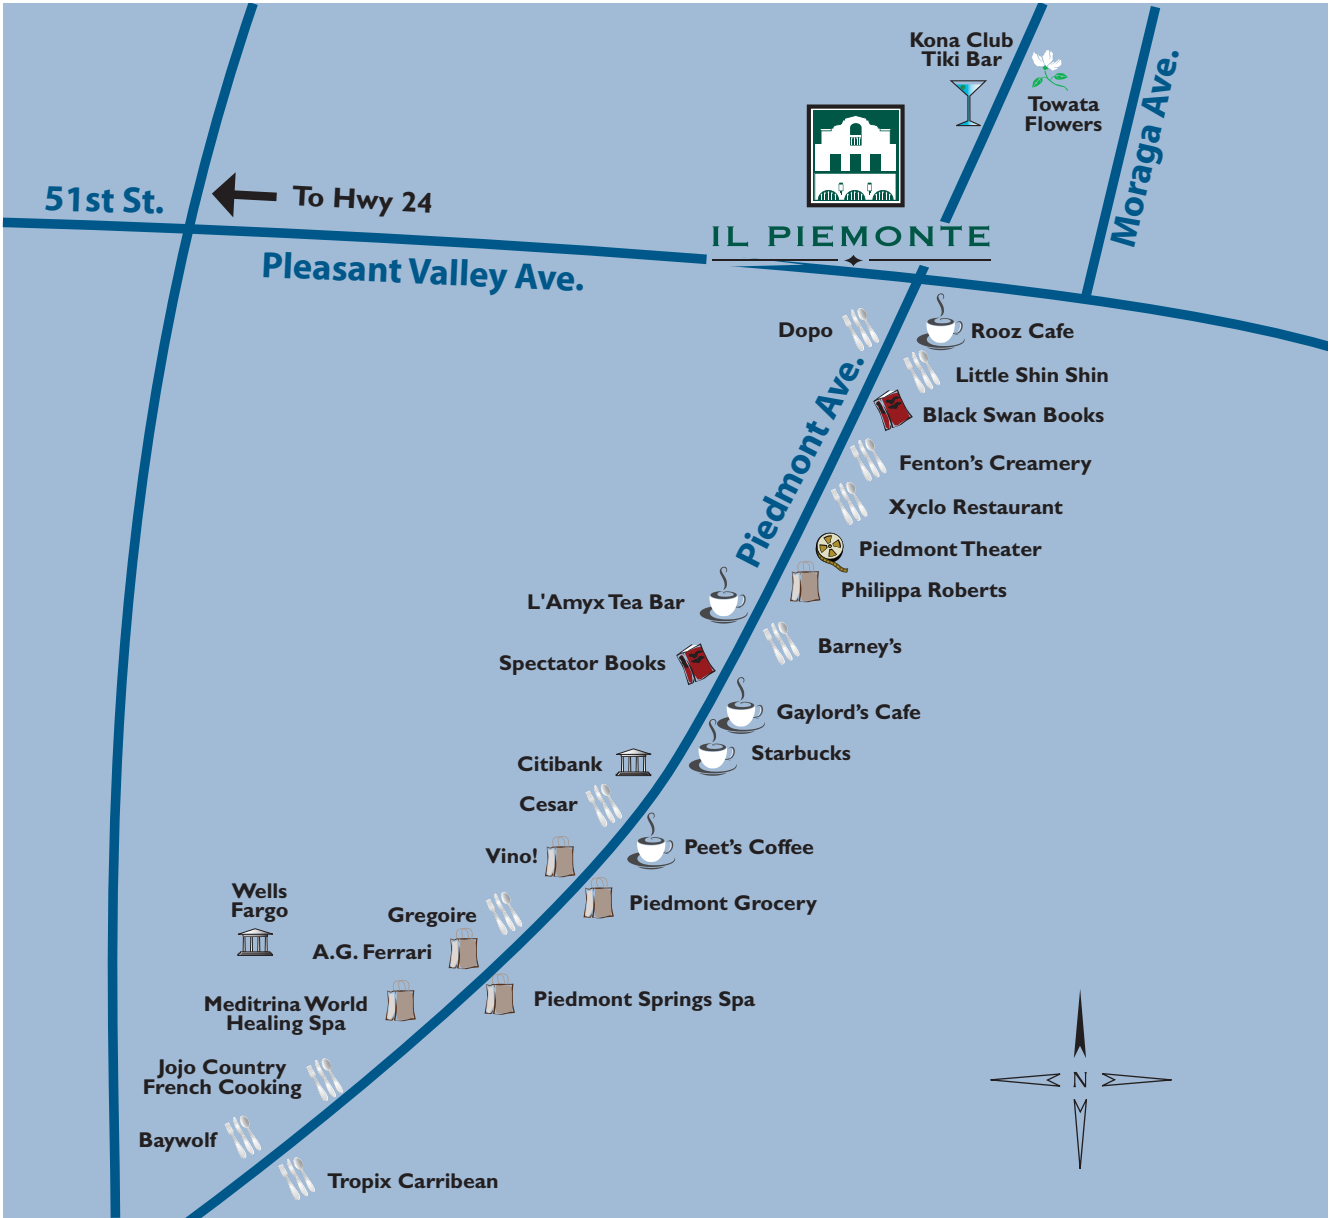 Kona Club
Tiki Bar
Towata
Flowers
Moraga Ave.
51st St.
To Hwy 24
IL PIEMONTE
Pleasant Valley Ave.
Dopo
Rooz Cafe
Little Shin Shin
Black Swan Books
Piedmont Ave.
Fenton's Creamery
Xyclo Restaurant
Piedmont Theater
Philippa Roberts
L'Amyx Tea Bar
Barney's
Spectator Books
Gaylord's Cafe
Starbucks
Citibank
Cesar
Peet's Coffee
Vino!
Wells
Fargo
Piedmont Grocery
Gregoire
A.G. Ferrari
Piedmont Springs Spa
Meditrina World
Healing Spa
Jojo Country
French Cooking
N
Baywolf
Tropix Carribean